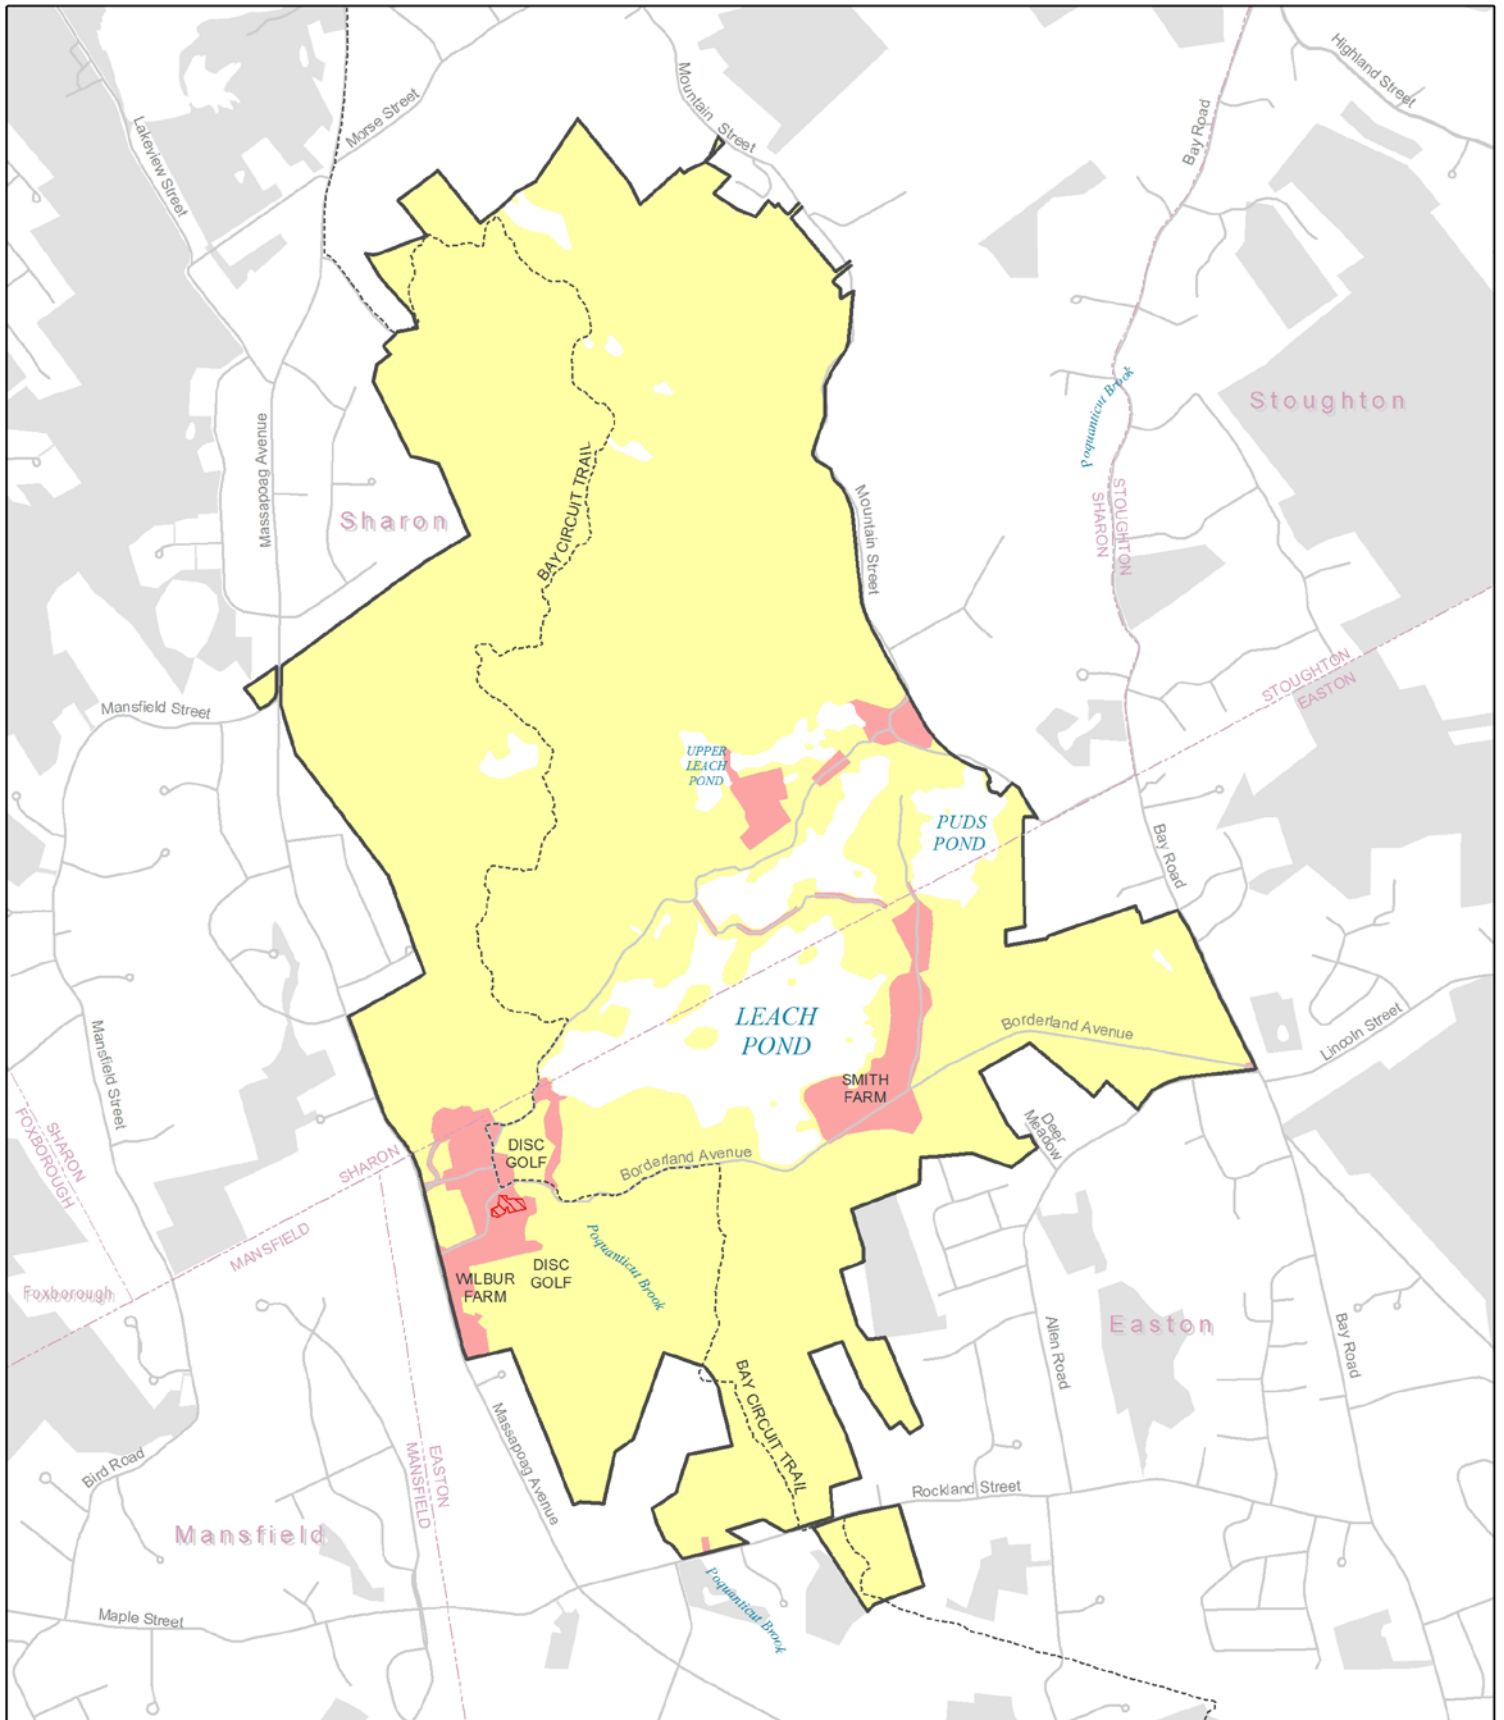 Highland Street
Mountain Street
Morse Street
Bay Road
Lakeview Street
Poquanticut Brook
Stoughton
Massapoag Avenue
BAY CIRCUIT TRAIL
Sharon
STOUGHTON
SHARON
Mountain Street
STOUGHTON
EASTON
Mansfield Street
UPPER
LEACH
POND
PUDS
POND
Bay Road
LEACH
POND
Borderland Avenue
Lincoln Street
Mansfield Street
SMITH
FARM
Deer
Meadow
SHARON
FOXBOROUGH
SHARON
DISC
GOLF
Borderland Avenue
MANSFIELD
Poquanticut Brook
DISC
GOLF
WILBUR
FARM
Foxborough
Easton
Allen Road
Bay Road
BAY CIRCUIT TRAIL
Massapoag Avenue
EASTON
MANSFIELD
Bird Road
Rockland Street
Mansfield
Poquanticut Brook
Maple Street